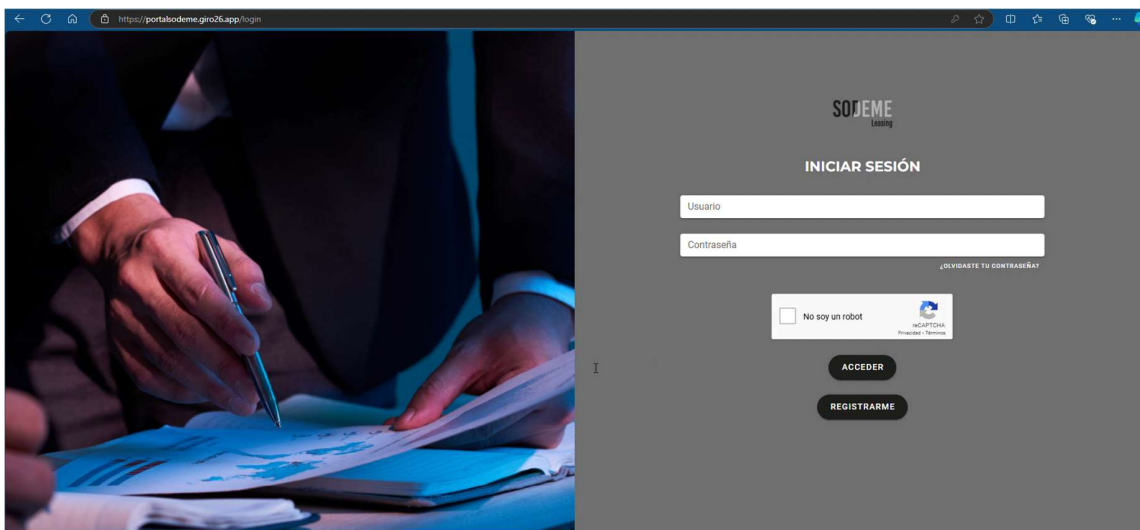 https://portalsodeme.giro26.app/login
SODEME
Leasing
INICIAR SESIÓN
Usuario
Contraseña
¿OLVIDASTE TU CONTRASEÑA?
No soy un robot
reCAPTCHA
Privacidad - Términos
ACCEDER
REGISTRARME